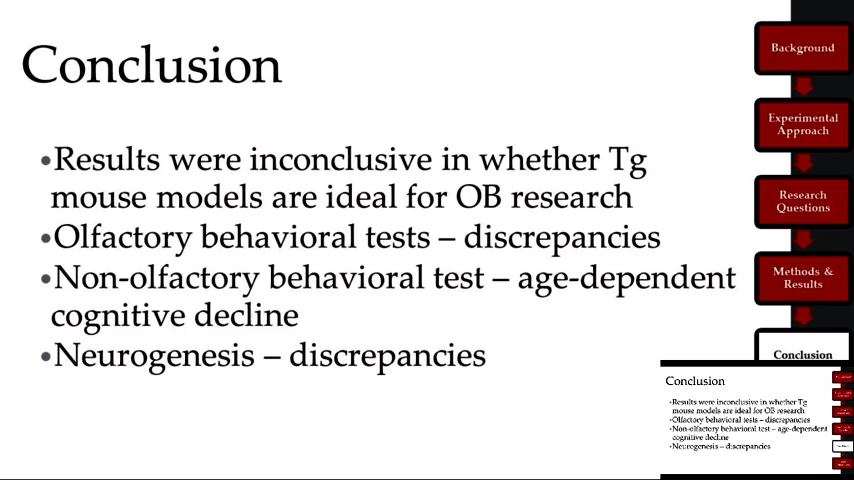 Conclusion
•Results were inconclusive in whether Tg
mouse models are ideal for OB research
•Olfactory behavioral tests – discrepancies
•Non-olfactory behavioral test – age-dependent
cognitive decline
•Neurogenesis – discrepancies
Background
Experimental
Approach
Research
Questions
Methods &
Results
Conclusion
Conclusion
•Results were inconclusive in whether Tg
mouse models are ideal for OB research
•Olfactory behavioral tests – discrepancies
•Non-olfactory behavioral test – age-dependent
cognitive decline
•Neurogenesis – discrepancies